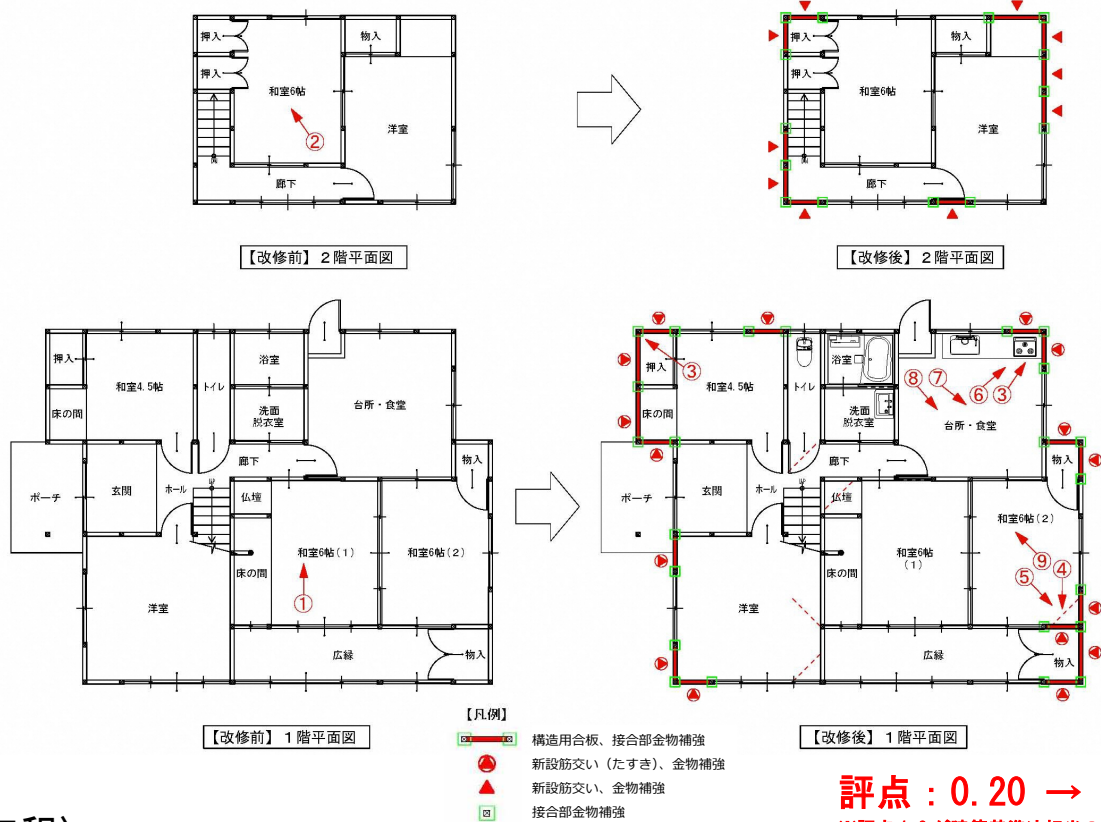 押入
物入
押入
和室6帖
洋室
②
DN
廊下
【改修前】２階平面図
押入
物入
押入
和室6帖
洋室
DN
廊下
【改修後】２階平面図
押入
和室4.5帖
トイレ
浴室
床の間
洗面
脱衣室
台所・食堂
廊下
物入
ポーチ
玄関
ホール
UP
仏壇
和室6帖(1)
和室6帖(2)
床の間
①
洋室
広縁
物入
【改修前】１階平面図
③
押入
和室4.5帖
トイレ
浴室
⑧
⑦
⑥
③
床の間
洗面
脱衣室
台所・食堂
廊下
物入
ポーチ
玄関
ホール
UP
仏壇
和室6帖(2)
床の間
和室6帖
(1)
⑨
⑤
④
洋室
広縁
物入
【改修後】１階平面図
【凡例】
構造用合板、接合部金物補強
新設筋交い（たすき）、金物補強
新設筋交い、金物補強
接合部金物補強
評点：0.20 →